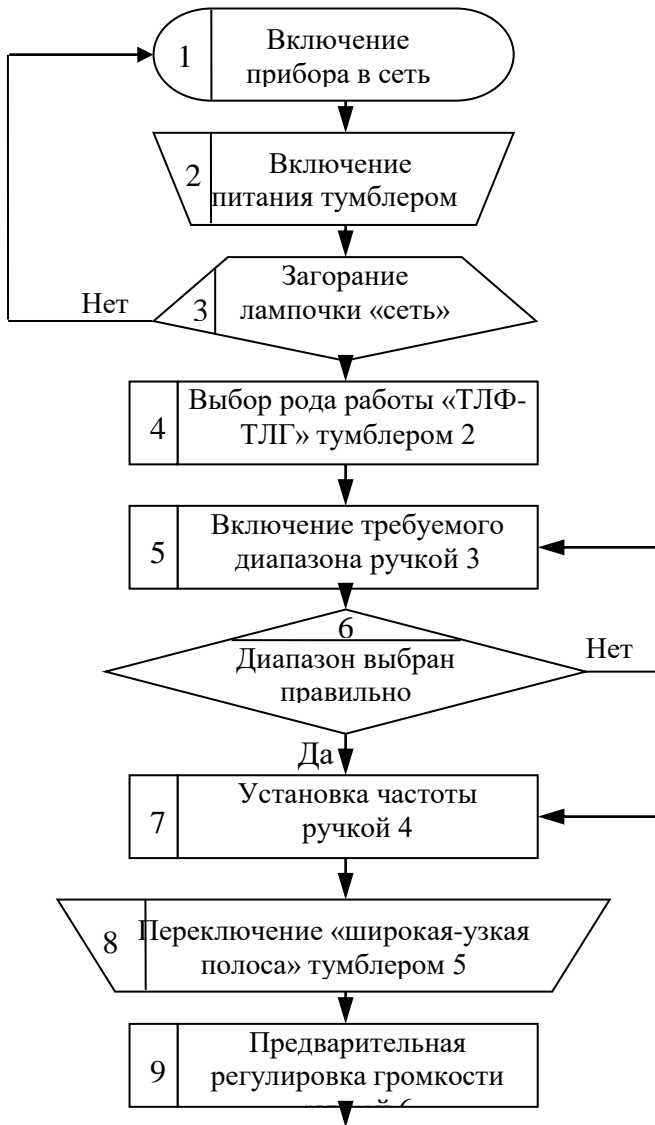 1
Включение
прибора в сеть
2
Включение
питания тумблером
Нет
3
Загорание
лампочки «сеть»
4
Выбор рода работы «ТЛФ-
ТЛГ» тумблером 2
5
Включение требуемого
диапазона ручкой 3
6
Диапазон выбран
правильно
Нет
Да
7
Установка частоты
ручкой 4
8
Переключение «широкая-узкая
полоса» тумблером 5
9
Предварительная
регулировка громкости